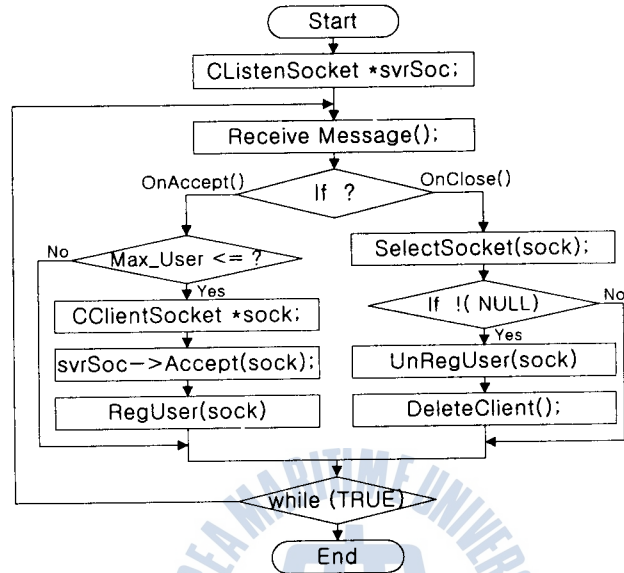 Start
CListenSocket *svrSoc;
Receive Message();
OnAccept()
If ?
OnClose()
No
Max_User <= ?
Yes
CClientSocket *sock;
svrSoc->Accept(sock);
RegUser(sock)
SelectSocket(sock);
If !( NULL)
No
Yes
UnRegUser(sock)
DeleteClient();
while (TRUE)
End